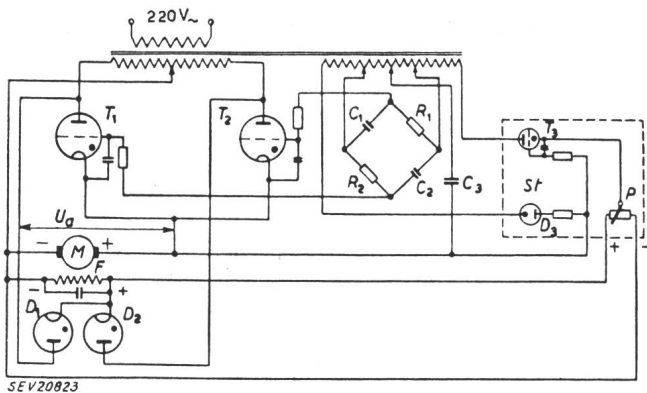 220V~
T1
T2
C1
R1
R2
C2
C3
T3
St
D3
P
+ -
Ua
- M +
F
- +
D1
D2
SEV20823